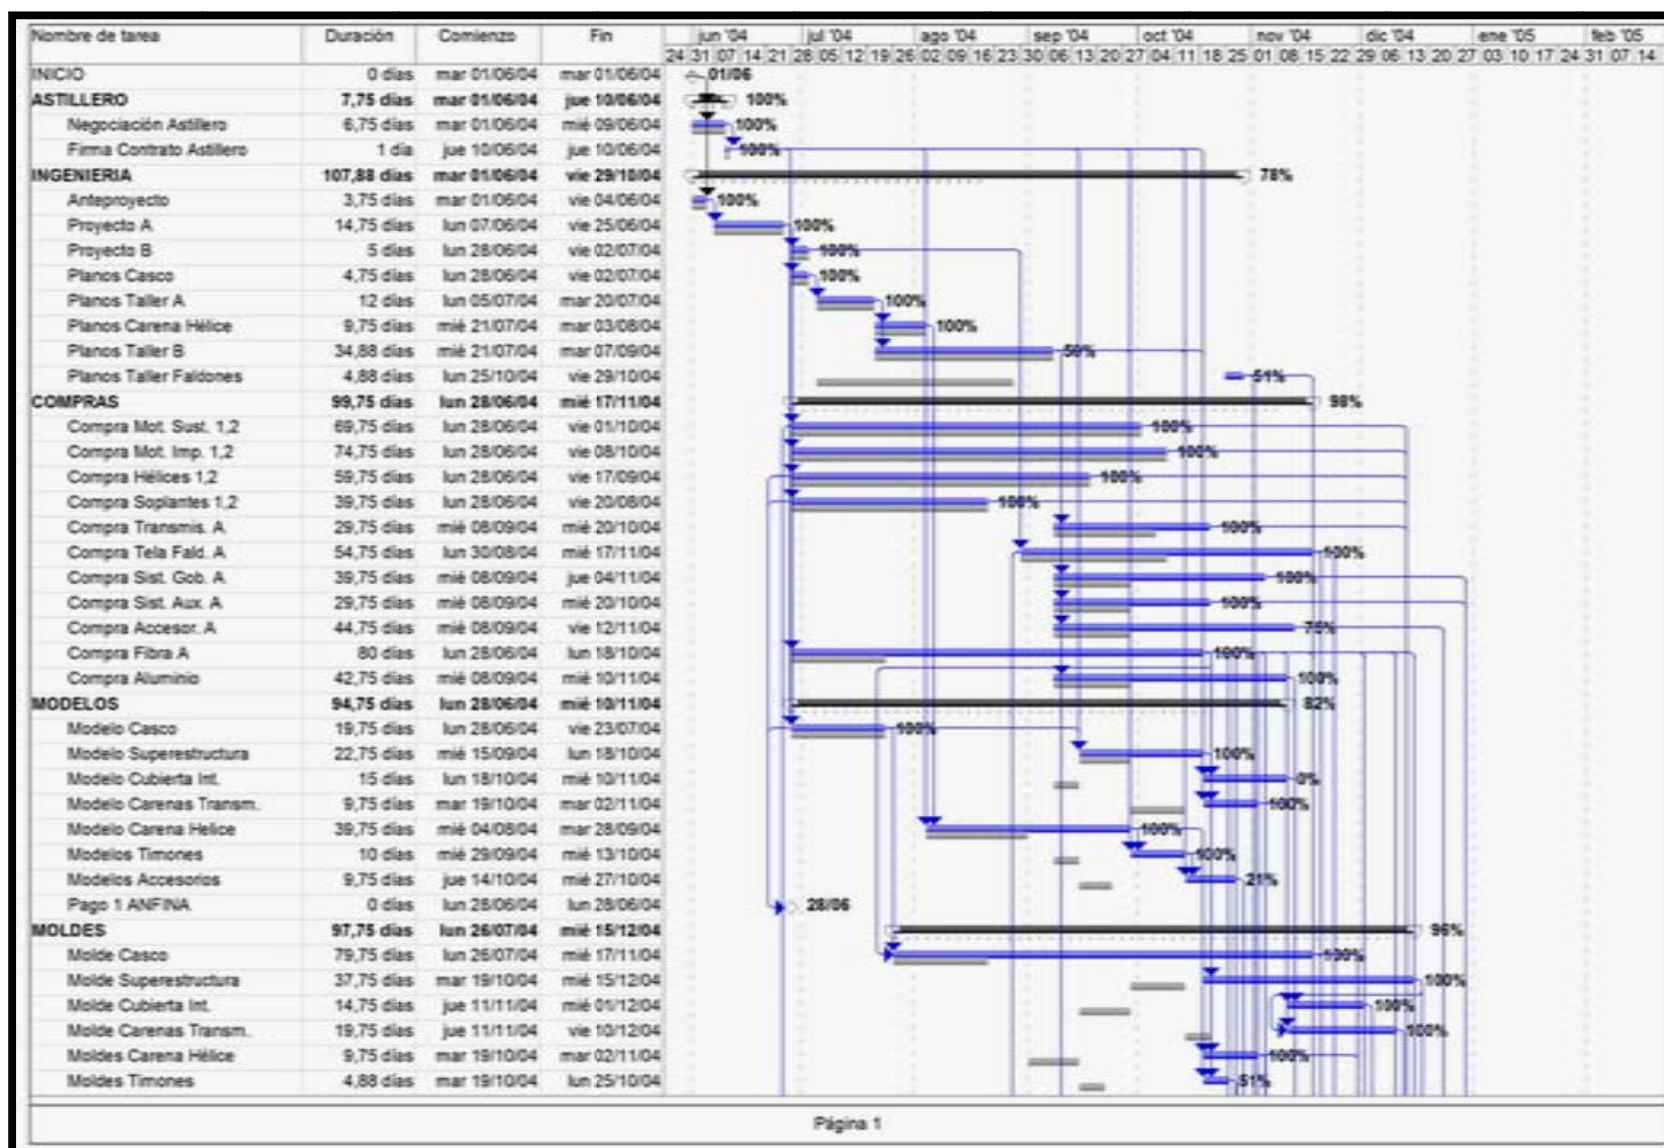 Nombre de tarea Duración Comienzo Fin jun '04 jul '04 ago '04 sep '04 oct '04 nov '04 dic '04 ene '05 feb '05
24 31 07 14 21 28 05 12 19 26 02 09 16 23 30 06 13 20 27 04 11 18 25 01 08 15 22 29 06 13 20 27 03 10 17 24 31 07 14
INICIO 0 días mar 01/06/04 mar 01/06/04 01/06
ASTILLERO 7,75 días mar 01/06/04 jue 10/06/04 100%
Negociación Astillero 6,75 días mar 01/06/04 mié 09/06/04 100%
Firma Contrato Astillero 1 día jue 10/06/04 jue 10/06/04 100%
INGENIERIA 107,88 días mar 01/06/04 vie 29/10/04 78%
Anteproyecto 3,75 días mar 01/06/04 vie 04/06/04 100%
Proyecto A 14,75 días lun 07/06/04 vie 25/06/04 100%
Proyecto B 5 días lun 28/06/04 vie 02/07/04 100%
Planos Casco 4,75 días lun 28/06/04 vie 02/07/04 100%
Planos Taller A 12 días lun 05/07/04 mar 20/07/04 100%
Planos Carena Hélice 9,75 días mié 21/07/04 mar 03/08/04 100%
Planos Taller B 34,88 días mié 21/07/04 mar 07/09/04 50%
Planos Taller Faldones 4,88 días lun 25/10/04 vie 29/10/04 51%
COMPRAS 99,75 días lun 28/06/04 mié 17/11/04 98%
Compra Mot. Sust. 1,2 69,75 días lun 28/06/04 vie 01/10/04 100%
Compra Mot. Imp. 1,2 74,75 días lun 28/06/04 vie 08/10/04 100%
Compra Hélices 1,2 59,75 días lun 28/06/04 vie 17/09/04 100%
Compra Soplantes 1,2 39,75 días lun 28/06/04 vie 20/08/04 100%
Compra Transmis. A 29,75 días mié 08/09/04 mié 20/10/04 100%
Compra Tela Fald. A 54,75 días lun 30/08/04 mié 17/11/04 100%
Compra Sist. Gob. A 39,75 días mié 08/09/04 jue 04/11/04 100%
Compra Sist. Aux. A 29,75 días mié 08/09/04 mié 20/10/04 100%
Compra Accesor. A 44,75 días mié 08/09/04 vie 12/11/04 75%
Compra Fibra A 80 días lun 28/06/04 lun 18/10/04 100%
Compra Aluminio 42,75 días mié 08/09/04 mié 10/11/04 100%
MODELOS 94,75 días lun 28/06/04 mié 10/11/04 82%
Modelo Casco 19,75 días lun 28/06/04 vie 23/07/04 100%
Modelo Superestructura 22,75 días mié 15/09/04 lun 18/10/04 100%
Modelo Cubierta Int. 15 días lun 18/10/04 mié 10/11/04 0%
Modelo Carenas Transm. 9,75 días mar 19/10/04 mar 02/11/04 100%
Modelo Carena Helice 39,75 días mié 04/08/04 mar 28/09/04 100%
Modelos Timones 10 días mié 29/09/04 mié 13/10/04 100%
Modelos Accesorios 9,75 días jue 14/10/04 mié 27/10/04 21%
Pago 1 ANFINA 0 días lun 28/06/04 lun 28/06/04 28/06
MOLDES 97,75 días lun 26/07/04 mié 15/12/04 96%
Molde Casco 79,75 días lun 26/07/04 mié 17/11/04 100%
Molde Superestructura 37,75 días mar 19/10/04 mié 15/12/04 100%
Molde Cubierta Int. 14,75 días jue 11/11/04 mié 01/12/04 100%
Molde Carenas Transm. 19,75 días jue 11/11/04 vie 10/12/04 100%
Moldes Carena Hélice 9,75 días mar 19/10/04 mar 02/11/04 100%
Moldes Timones 4,88 días mar 19/10/04 lun 25/10/04 51%
Página 1